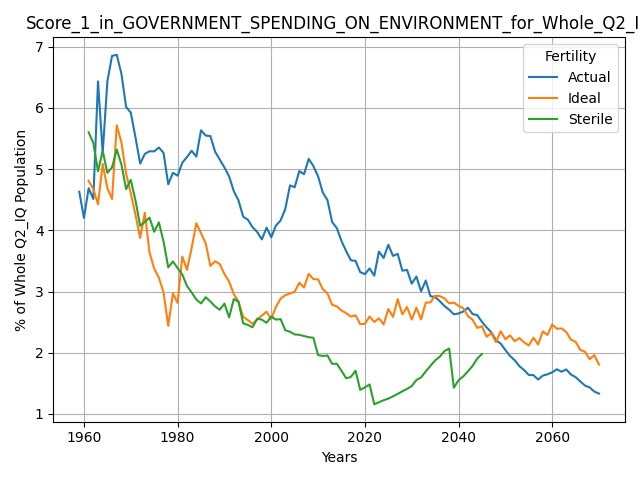 Score_1_in_GOVERNMENT_SPENDING_ON_ENVIRONMENT_for_Whole_Q2_I
% of Whole Q2_IQ Population
7
6
5
4
3
2
1
Fertility
Actual
Ideal
Sterile
1960
1980
2000
2020
2040
2060
Years